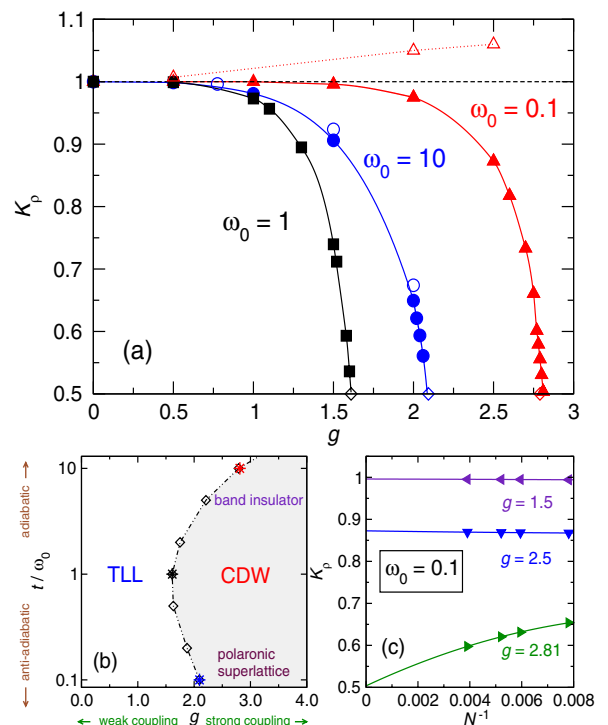 1.1
1
0.9
0.8
0.7
0.6
0.5
Kρ
ω0 = 0.1
ω0 = 10
ω0 = 1
(a)
0 0.5 1 1.5 2 2.5 3
g
10
1
0.1
t / ω0
adiabatic
anti-adiabatic
band insulator
TLL
CDW
polaronic
superlattice
(b)
0.0 1.0 2.0 3.0 4.0
weak coupling g strong coupling
1
0.9
0.8
0.7
0.6
0.5
Kρ
g = 1.5
g = 2.5
ω0 = 0.1
g = 2.81
(c)
0 0.002 0.004 0.006 0.008
N-1